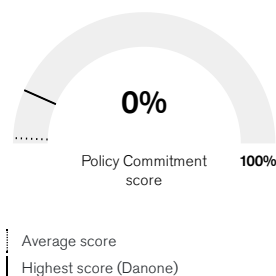 0%
Policy Commitment 100%
score
Average score
Highest score (Danone)